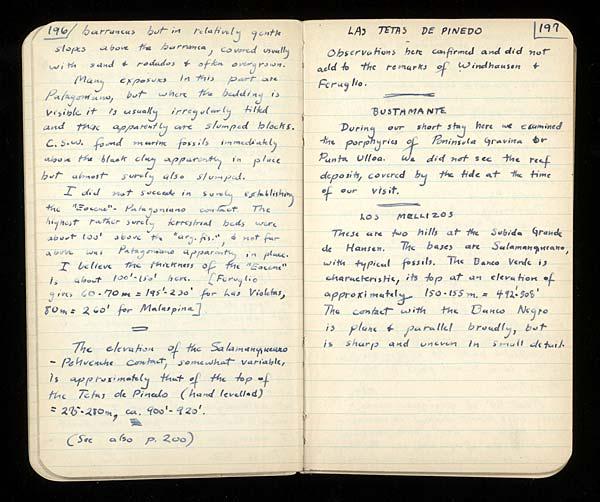 196/ barrancas but in relatively gentle
slopes above the barranca, covered usually
with sand & rodados & often overgrown.
Many exposures in this part are
Patagoniano, but where the bedding is
visible it is usually irregularly tilted
and these apparently are slumped blocks.
C.S.W. found marine fossils immediately
above the black clay apparently in place
but almost surely also slumped.
I did not succeed in surely establishing
the "Eocene"- Patagoniano contact. The
highest rather surely terrestrial beds were
about 100' above the "arg. fis.", & not far
above was Patagoniano apparently in place.
I believe the thickness of the "Eocene"
is about 100'-150' here. [Feruglio
gives 60-70m = 195'-230' for Las Violetas,
80m = 260' for Malaspina]
The elevation of the Salamanqueano
- Pehuenche contact, somewhat variable,
is approximately that of the top of
the Tetas de Pinedo (hand levelled)
= 275-280m, ca. 900'-920'.
(See also p. 200)
197
LAS TETAS DE PINEDO
Observations here confirmed and did not
add to the remarks of Windhausen &
Feruglio.
BUSTAMANTE
During our short stay here we examined
the porphyries of Peninsula Gravina or
Punta Ulloa. We did not see the reef
deposits, covered by the tide at the time
of our visit.
LOS MELLIZOS
These are two hills at the Subida Grande
de Hansen. The bases are Salamanqueano,
with typical fossils. The Banco Verde is
characteristic, its top at an elevation of
approximately 150-155 m. = 492-508'
The contact with the Banco Negro
is plane & parallel broadly, but
is sharp and uneven in small detail.